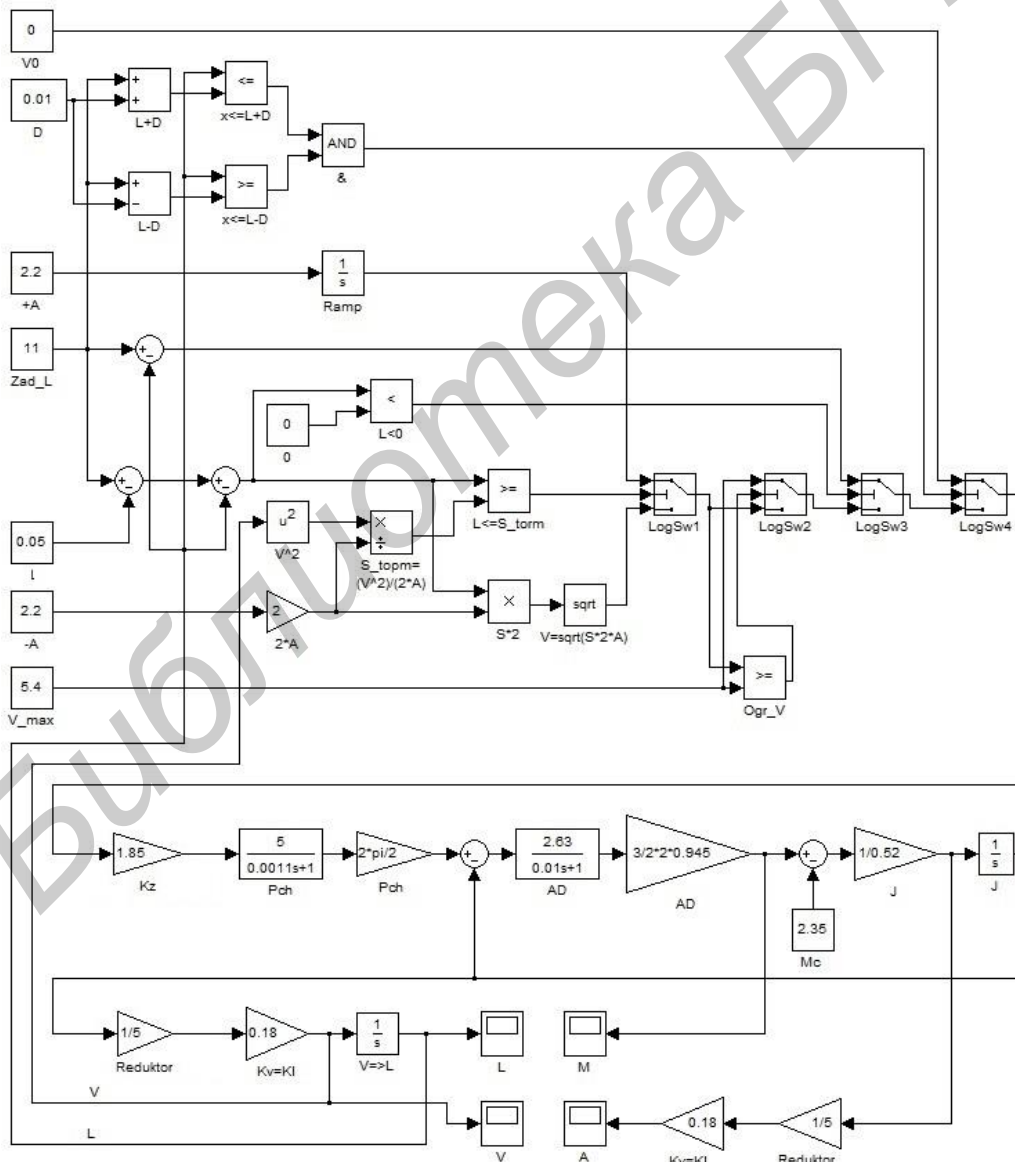 0
V0
0.01
D
+
+
L+D
<=
x<=L+D
+
−
L-D
>=
x<=L-D
AND
&
2.2
+A
1
s
Ramp
11
Zad_L
+
−
<
L<0
0
0
+
−
+
−
>=
L<=S_torm
LogSw1
LogSw2
LogSw3
LogSw4
0.05
l
u²
V^2
×
÷
S_topm=
(V^2)/(2*A)
2.2
-A
2
2*A
×
S*2
sqrt
V=sqrt(S*2*A)
5.4
V_max
>=
Ogr_V
1.85
Kz
5
0.0011s+1
Pch
2*pi/2
Pch
+
−
2.63
0.01s+1
AD
3/2*2*0.945
AD
+
−
2.35
Mc
1/0.52
J
1
s
J
1/5
Reduktor
0.18
Kv=Kl
1
s
V=>L
L
M
V
L
V
A
0.18
Kv=Kl
1/5
Reduktor
Библиотека БГ